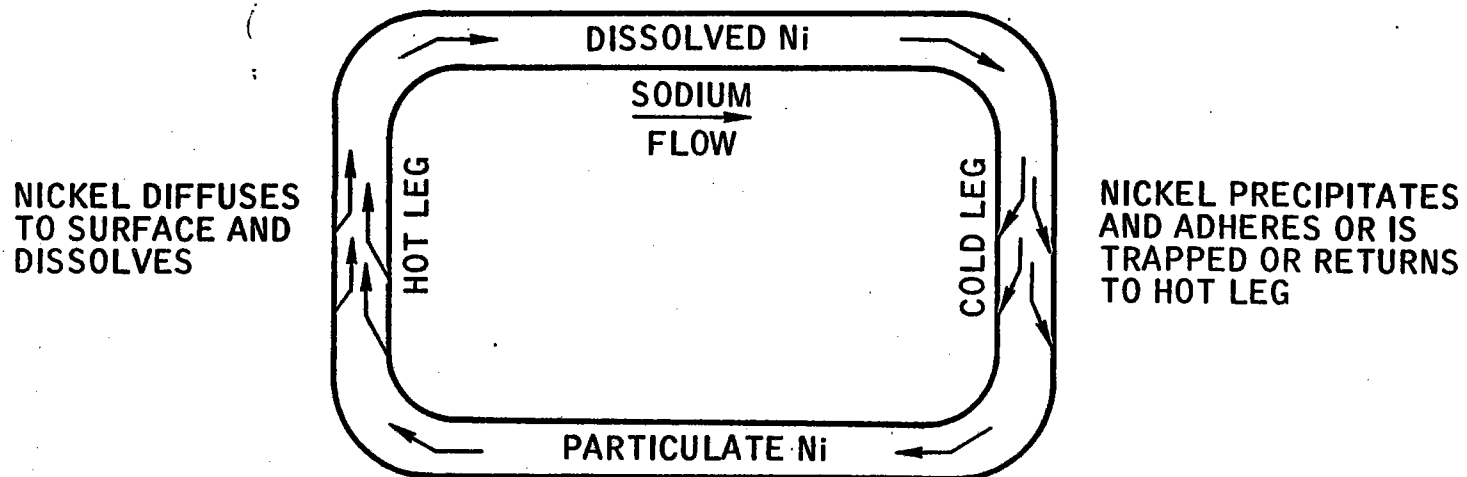 DISSOLVED Ni
SODIUM
FLOW
NICKEL DIFFUSES
TO SURFACE AND
DISSOLVES
HOT LEG
COLD LEG
NICKEL PRECIPITATES
AND ADHERES OR IS
TRAPPED OR RETURNS
TO HOT LEG
PARTICULATE Ni